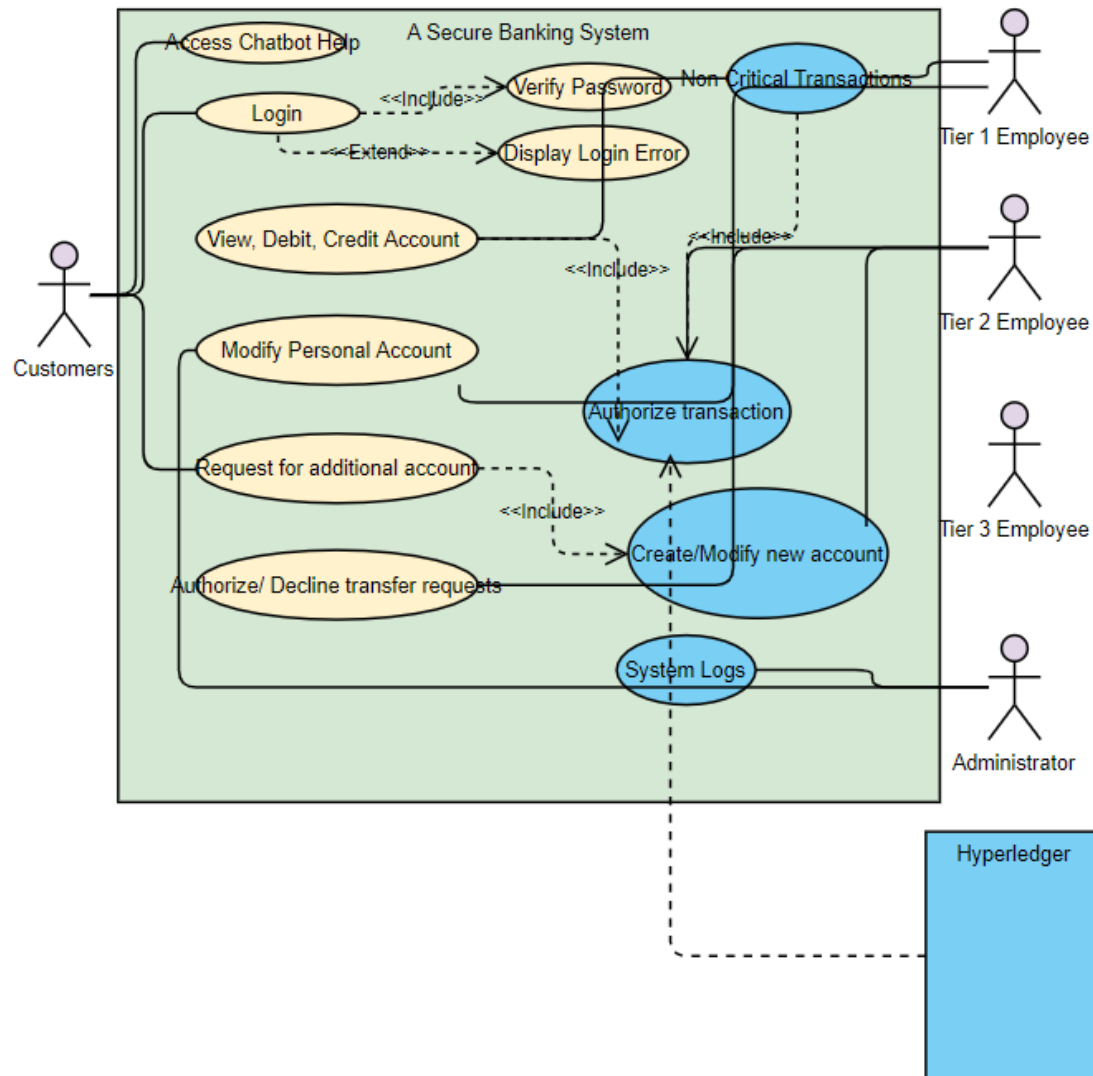 A Secure Banking System
Access Chatbot Help
Login
<<Include>>
Verify Password
Non Critical Transactions
<<Extend>>
Display Login Error
Tier 1 Employee
View, Debit, Credit Account
<<Include>>
<<Include>>
Tier 2 Employee
Customers
Modify Personal Account
Authorize transaction
Request for additional account
<<Include>>
Tier 3 Employee
Create/Modify new account
Authorize/ Decline transfer requests
System Logs
Administrator
Hyperledger